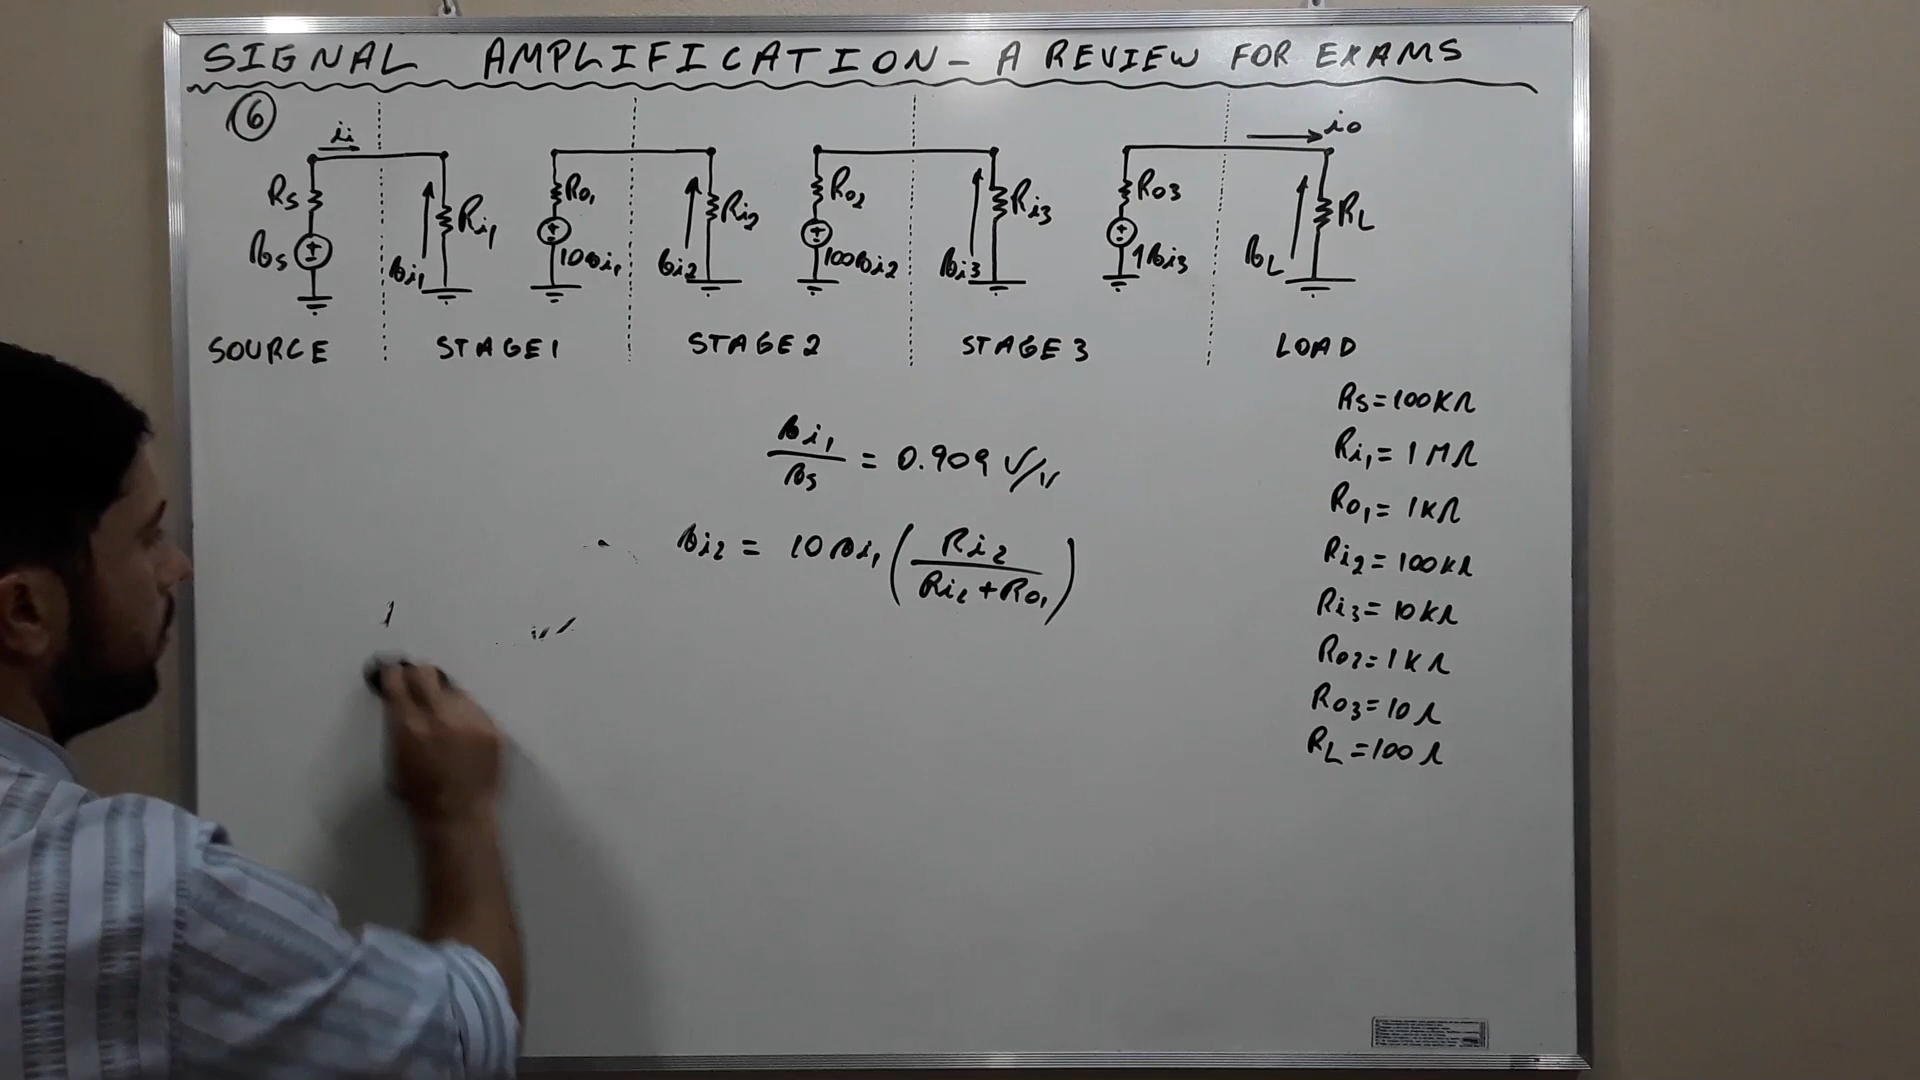 SIGNAL AMPLIFICATION - A REVIEW FOR EXAMS
6
ii
io
Rs
Ri1
Ro1
Ri2
Ro2
Ri3
Ro3
RL
vs
vi1
10vi1
vi2
100vi2
vi3
1vi3
vL
SOURCE STAGE 1 STAGE 2 STAGE 3 LOAD
vi1/vs = 0.909 V/V
vi2 = 10vi1 (Ri2 / (Ri2 + Ro1))
Rs = 100KΩ
Ri1 = 1MΩ
Ro1 = 1KΩ
Ri2 = 100KΩ
Ri3 = 10KΩ
Ro2 = 1KΩ
Ro3 = 10Ω
RL = 100Ω